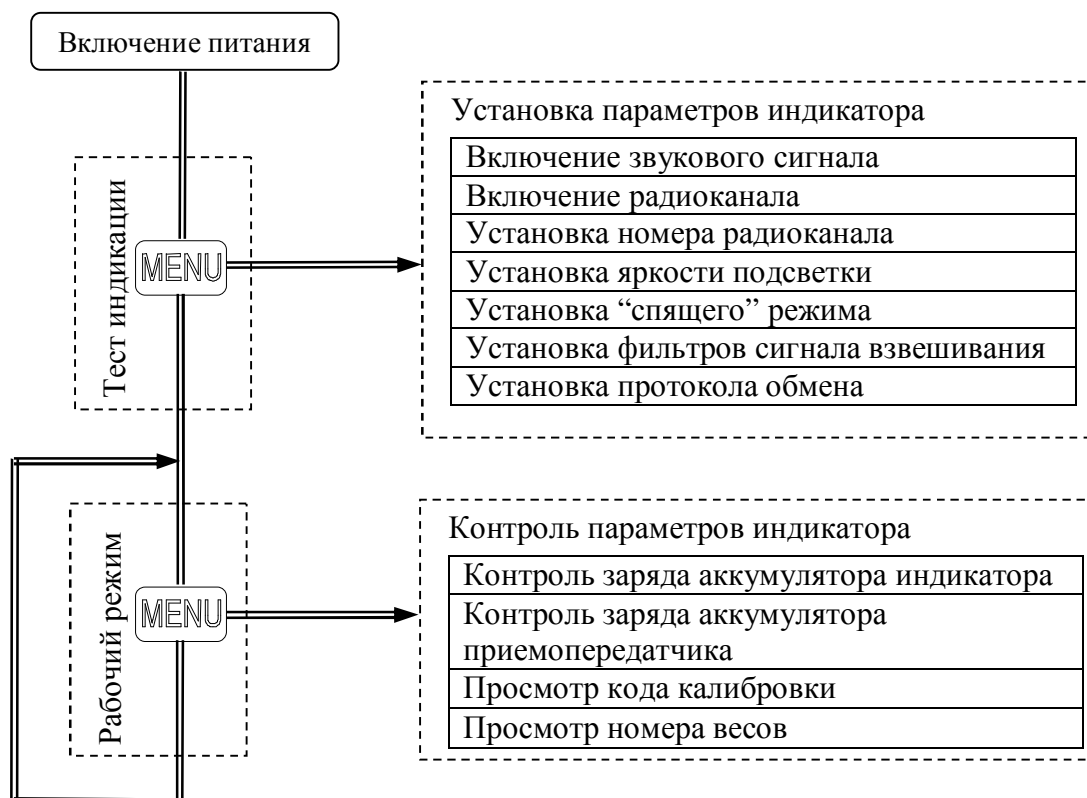 Включение питания
Установка параметров индикатора
Включение звукового сигнала
Включение радиоканала
Установка номера радиоканала
Установка яркости подсветки
Установка “спящего” режима
Установка фильтров сигнала взвешивания
Установка протокола обмена
Тест индикации
MENU
Контроль параметров индикатора
Контроль заряда аккумулятора индикатора
Контроль заряда аккумулятора
приемопередатчика
Просмотр кода калибровки
Просмотр номера весов
Рабочий режим
MENU